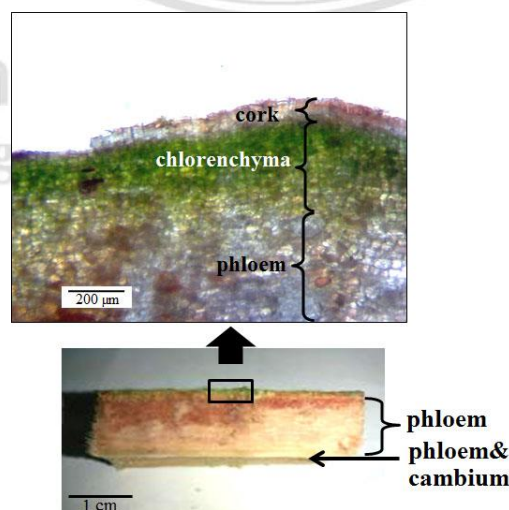 cork
chlorenchyma
phloem
200 µm
phloem
phloem&
cambium
1 cm